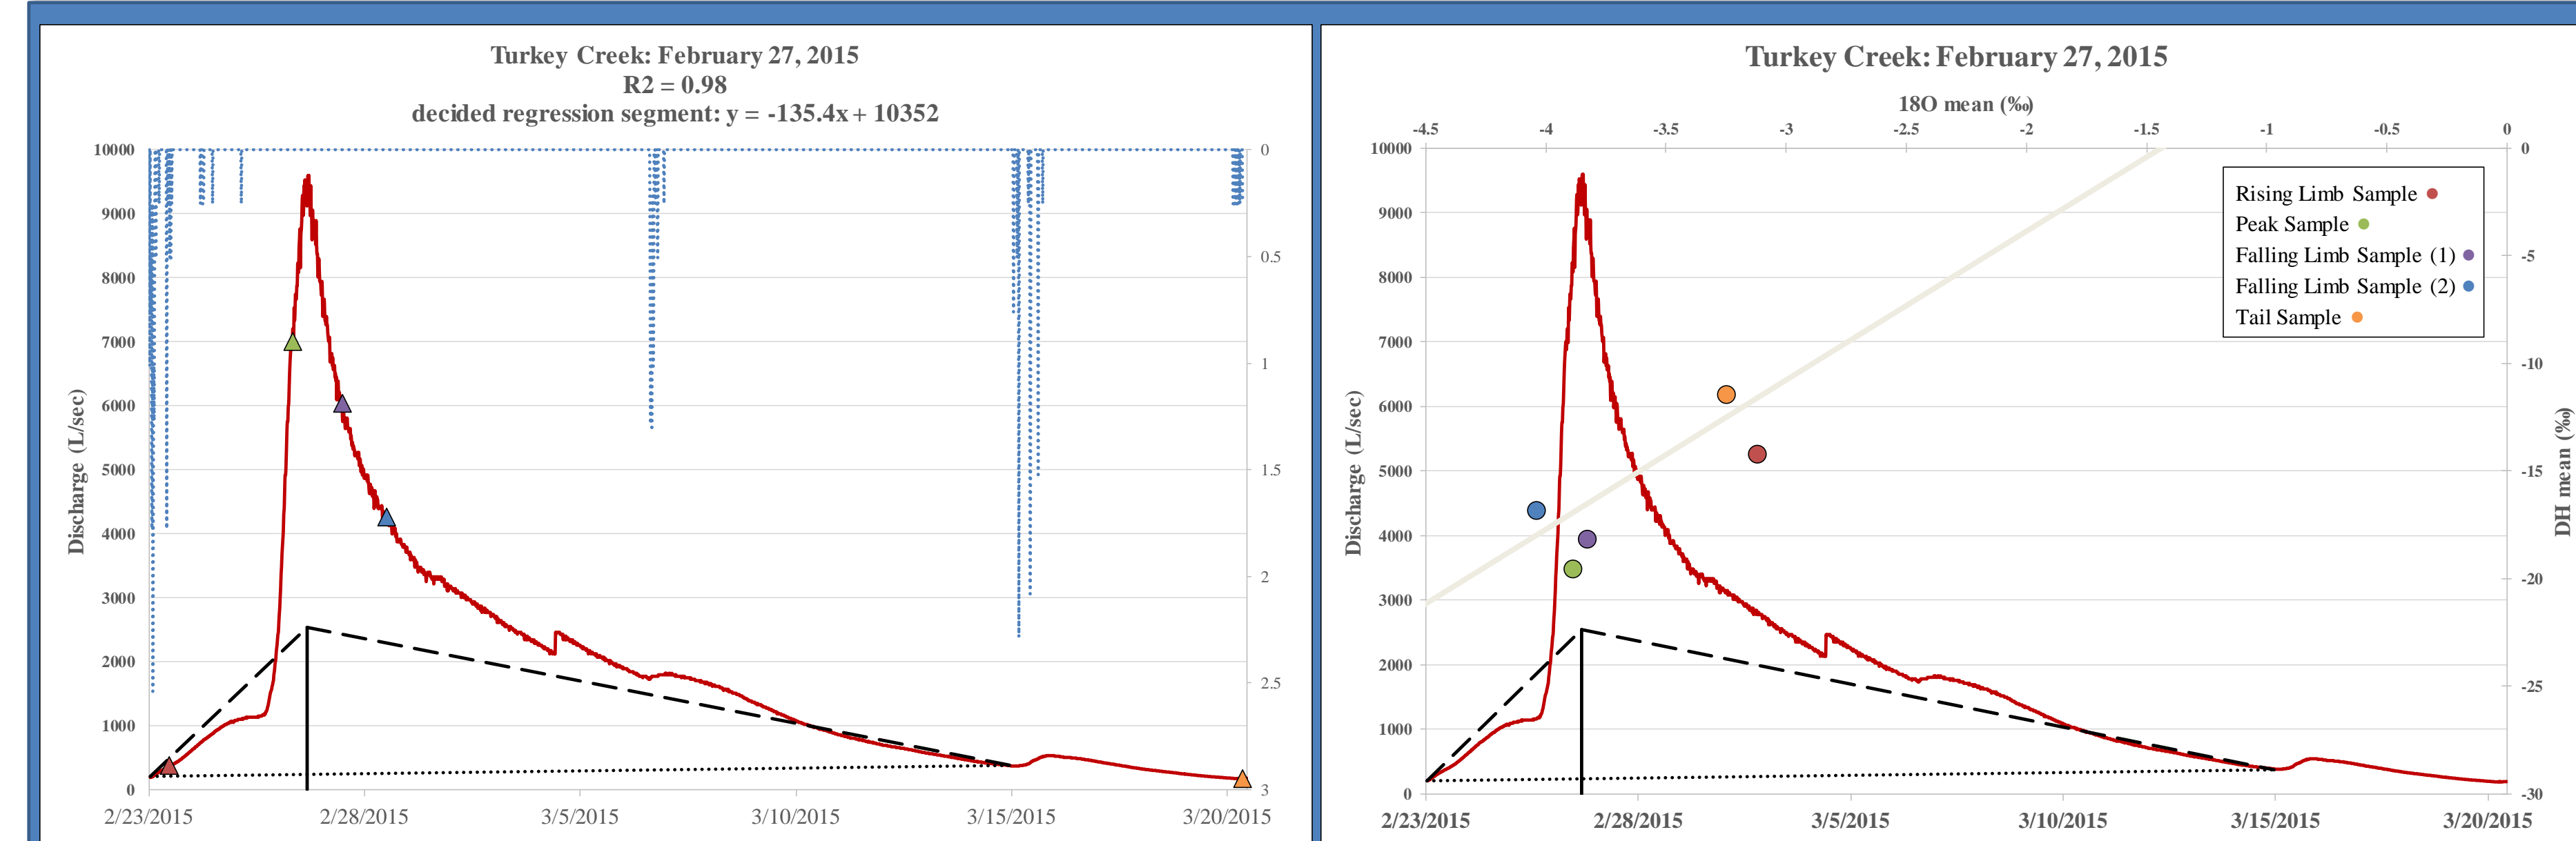 Turkey Creek: February 27, 2015
R2 = 0.98
decided regression segment: y = -135.4x + 10352
10000
9000
8000
7000
6000
5000
4000
3000
2000
1000
0
Discharge (L/sec)
0
0.5
1
1.5
2
2.5
3
2/23/2015 2/28/2015 3/5/2015 3/10/2015 3/15/2015 3/20/2015
Turkey Creek: February 27, 2015
18O mean (‰)
-4.5 -4 -3.5 -3 -2.5 -2 -1.5 -1 -0.5 0
10000
9000
8000
7000
6000
5000
4000
3000
2000
1000
0
Discharge (L/sec)
Rising Limb Sample
Peak Sample
Falling Limb Sample (1)
Falling Limb Sample (2)
Tail Sample
0
-5
-10
-15
-20
-25
-30
DH mean (‰)
2/23/2015 2/28/2015 3/5/2015 3/10/2015 3/15/2015 3/20/2015